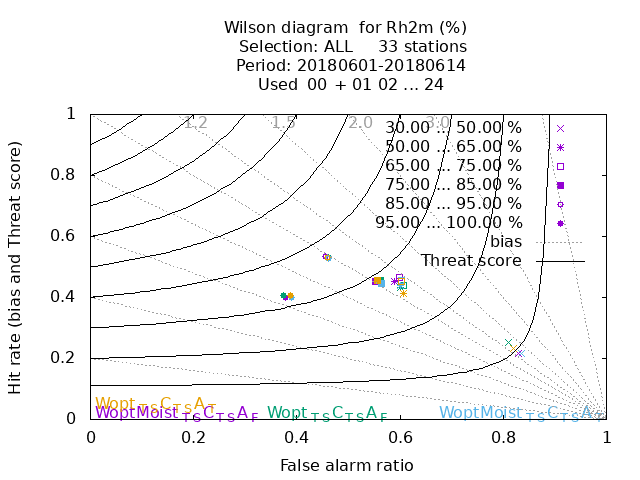 Wilson diagram  for Rh2m (%)
Selection: ALL     33 stations
Period: 20180601-20180614
Used  00 + 01 02 ... 24
Hit rate (bias and Threat score)
1
0.8
0.6
0.4
0.2
0
1.2 1.5 2.0 3.0
30.00 ... 50.00 %
50.00 ... 65.00 %
65.00 ... 75.00 %
75.00 ... 85.00 %
85.00 ... 95.00 %
95.00 ... 100.00 %
bias
Threat score
Wopt_TSC_TSA_T
WoptMoist_TSC_TSA_F Wopt_TSC_TSA_F WoptMoist_TSC_TSA_T
0 0.2 0.4 0.6 0.8 1
False alarm ratio